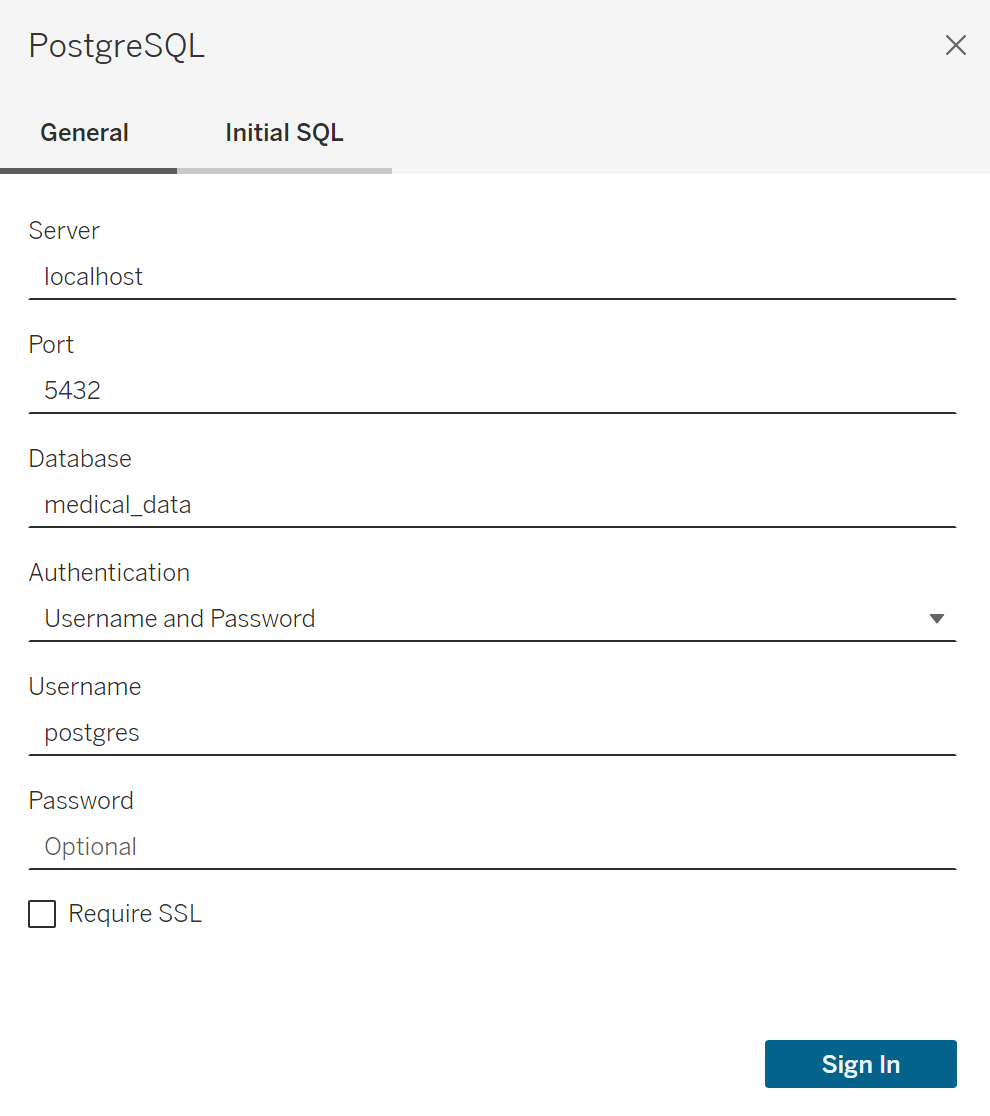 PostgreSQL
General
Initial SQL
Server
localhost
Port
5432
Database
medical_data
Authentication
Username and Password
Username
postgres
Password
Optional
Require SSL
Sign In